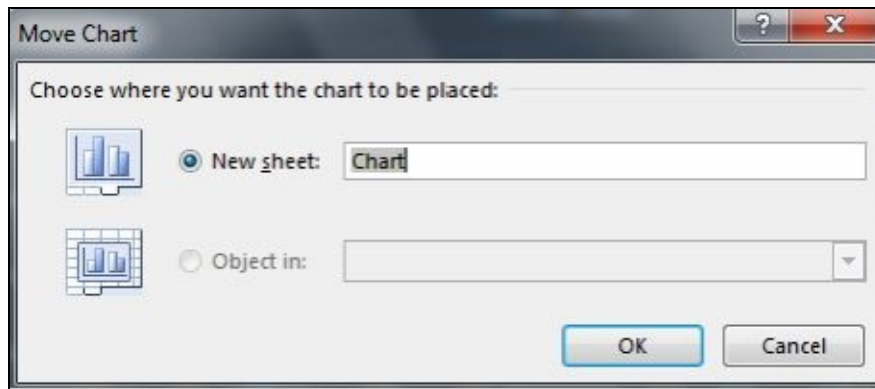 Move Chart
?
Choose where you want the chart to be placed:
New sheet: Chart
Object in:
OK Cancel